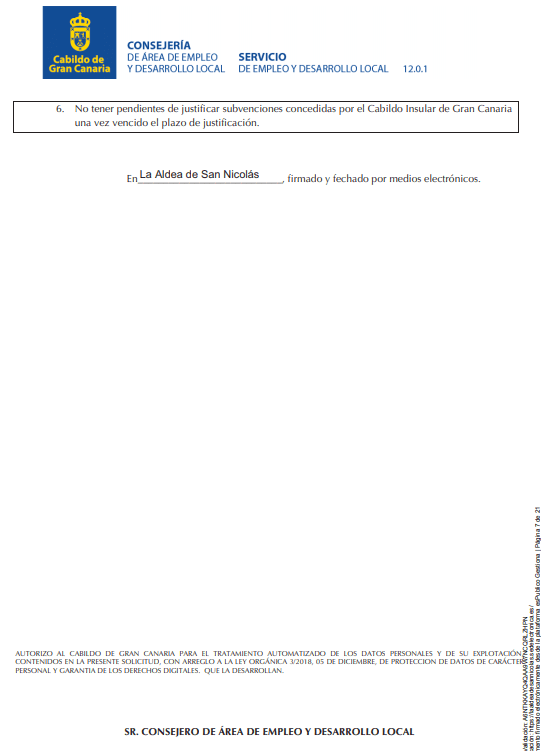 Cabildo de
Gran Canaria
CONSEJERÍA
DE ÁREA DE EMPLEO
Y DESARROLLO LOCAL
SERVICIO
DE EMPLEO Y DESARROLLO LOCAL 12.0.1
6. No tener pendientes de justificar subvenciones concedidas por el Cabildo Insular de Gran Canaria
una vez vencido el plazo de justificación.
En La Aldea de San Nicolás, firmado y fechado por medios electrónicos.
AUTORIZO AL CABILDO DE GRAN CANARIA PARA EL TRATAMIENTO AUTOMATIZADO DE LOS DATOS PERSONALES Y DE SU EXPLOTACIÓN,
CONTENIDOS EN LA PRESENTE SOLICITUD, CON ARREGLO A LA LEY ORGÁNICA 3/2018, 05 DE DICIEMBRE, DE PROTECCION DE DATOS DE CARÁCTER
PERSONAL Y GARANTIA DE LOS DERECHOS DIGITALES. QUE LA DESARROLLAN.
SR. CONSEJERO DE ÁREA DE EMPLEO Y DESARROLLO LOCAL
firmado electrónicamente desde la plataforma esPublico Gestiona | Página 7 de 21